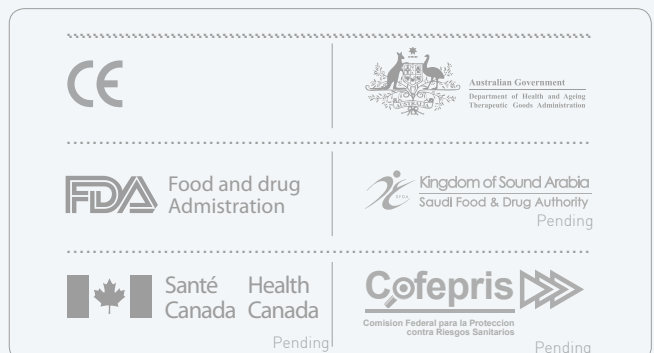 CE
Australian Government
Department of Health and Ageing
Therapeutic Goods Administration
AUSTRALIA
FDA
Food and drug
Admistration
SFDA
Kingdom of Sound Arabia
Saudi Food & Drug Authority
Pending
Santé Health
Canada Canada
Pending
Cofepris
Comision Federal para la Proteccion
contra Riesgos Sanitarios
Pending